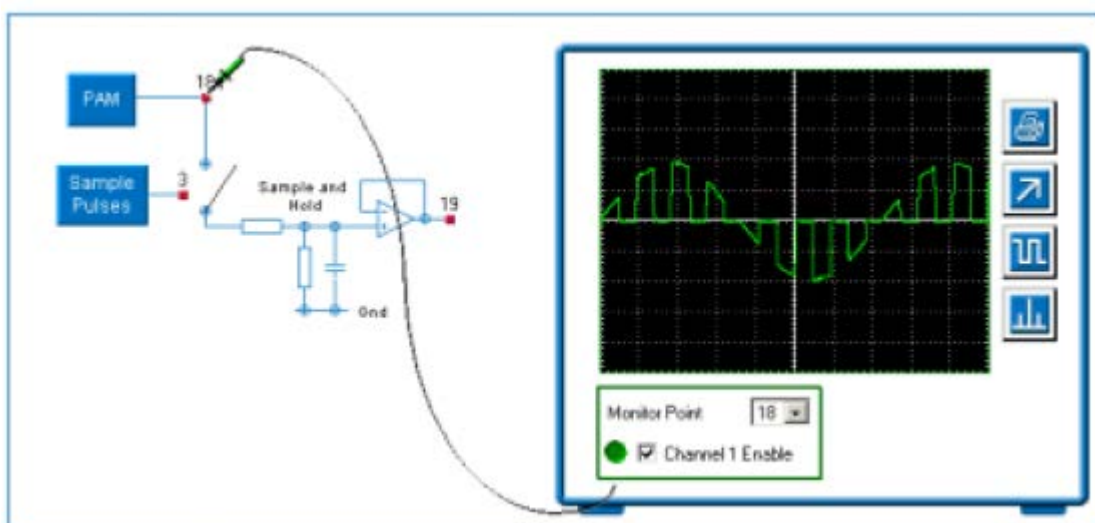 18
PAM
Sample
Pulses
3
Sample and
Hold
19
Gnd
Monitor Point 18
Channel 1 Enable